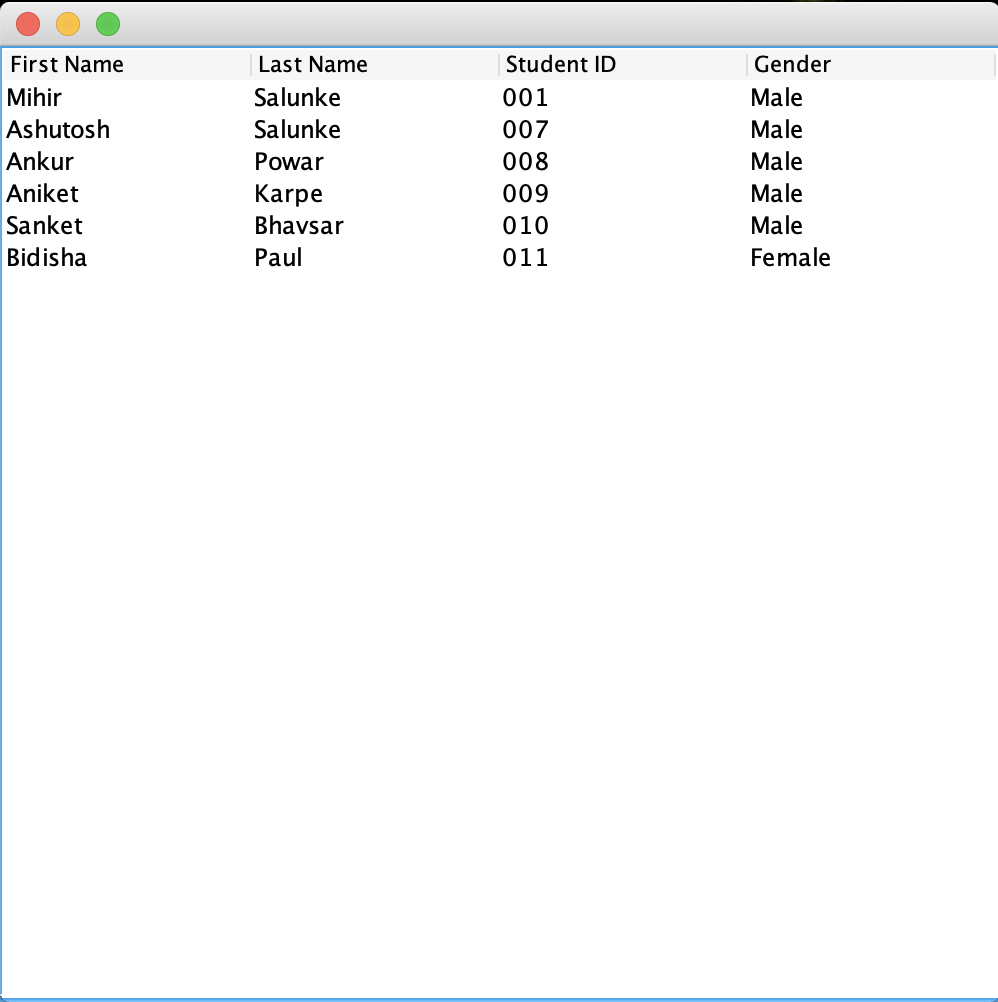 First Name Last Name Student ID Gender
Mihir Salunke 001 Male
Ashutosh Salunke 007 Male
Ankur Powar 008 Male
Aniket Karpe 009 Male
Sanket Bhavsar 010 Male
Bidisha Paul 011 Female